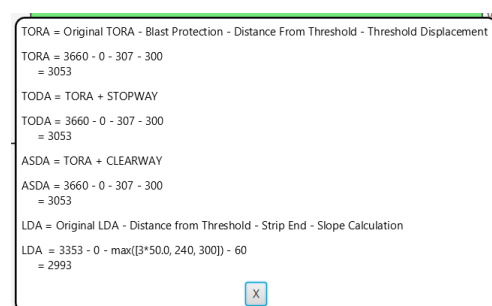 TORA = Original TORA - Blast Protection - Distance From Threshold - Threshold Displacement
TORA = 3660 - 0 - 307 - 300
= 3053
TODA = TORA + STOPWAY
TODA = 3660 - 0 - 307 - 300
= 3053
ASDA = TORA + CLEARWAY
ASDA = 3660 - 0 - 307 - 300
= 3053
LDA = Original LDA - Distance from Threshold - Strip End - Slope Calculation
LDA = 3353 - 0 - max([3*50.0, 240, 300]) - 60
= 2993
X